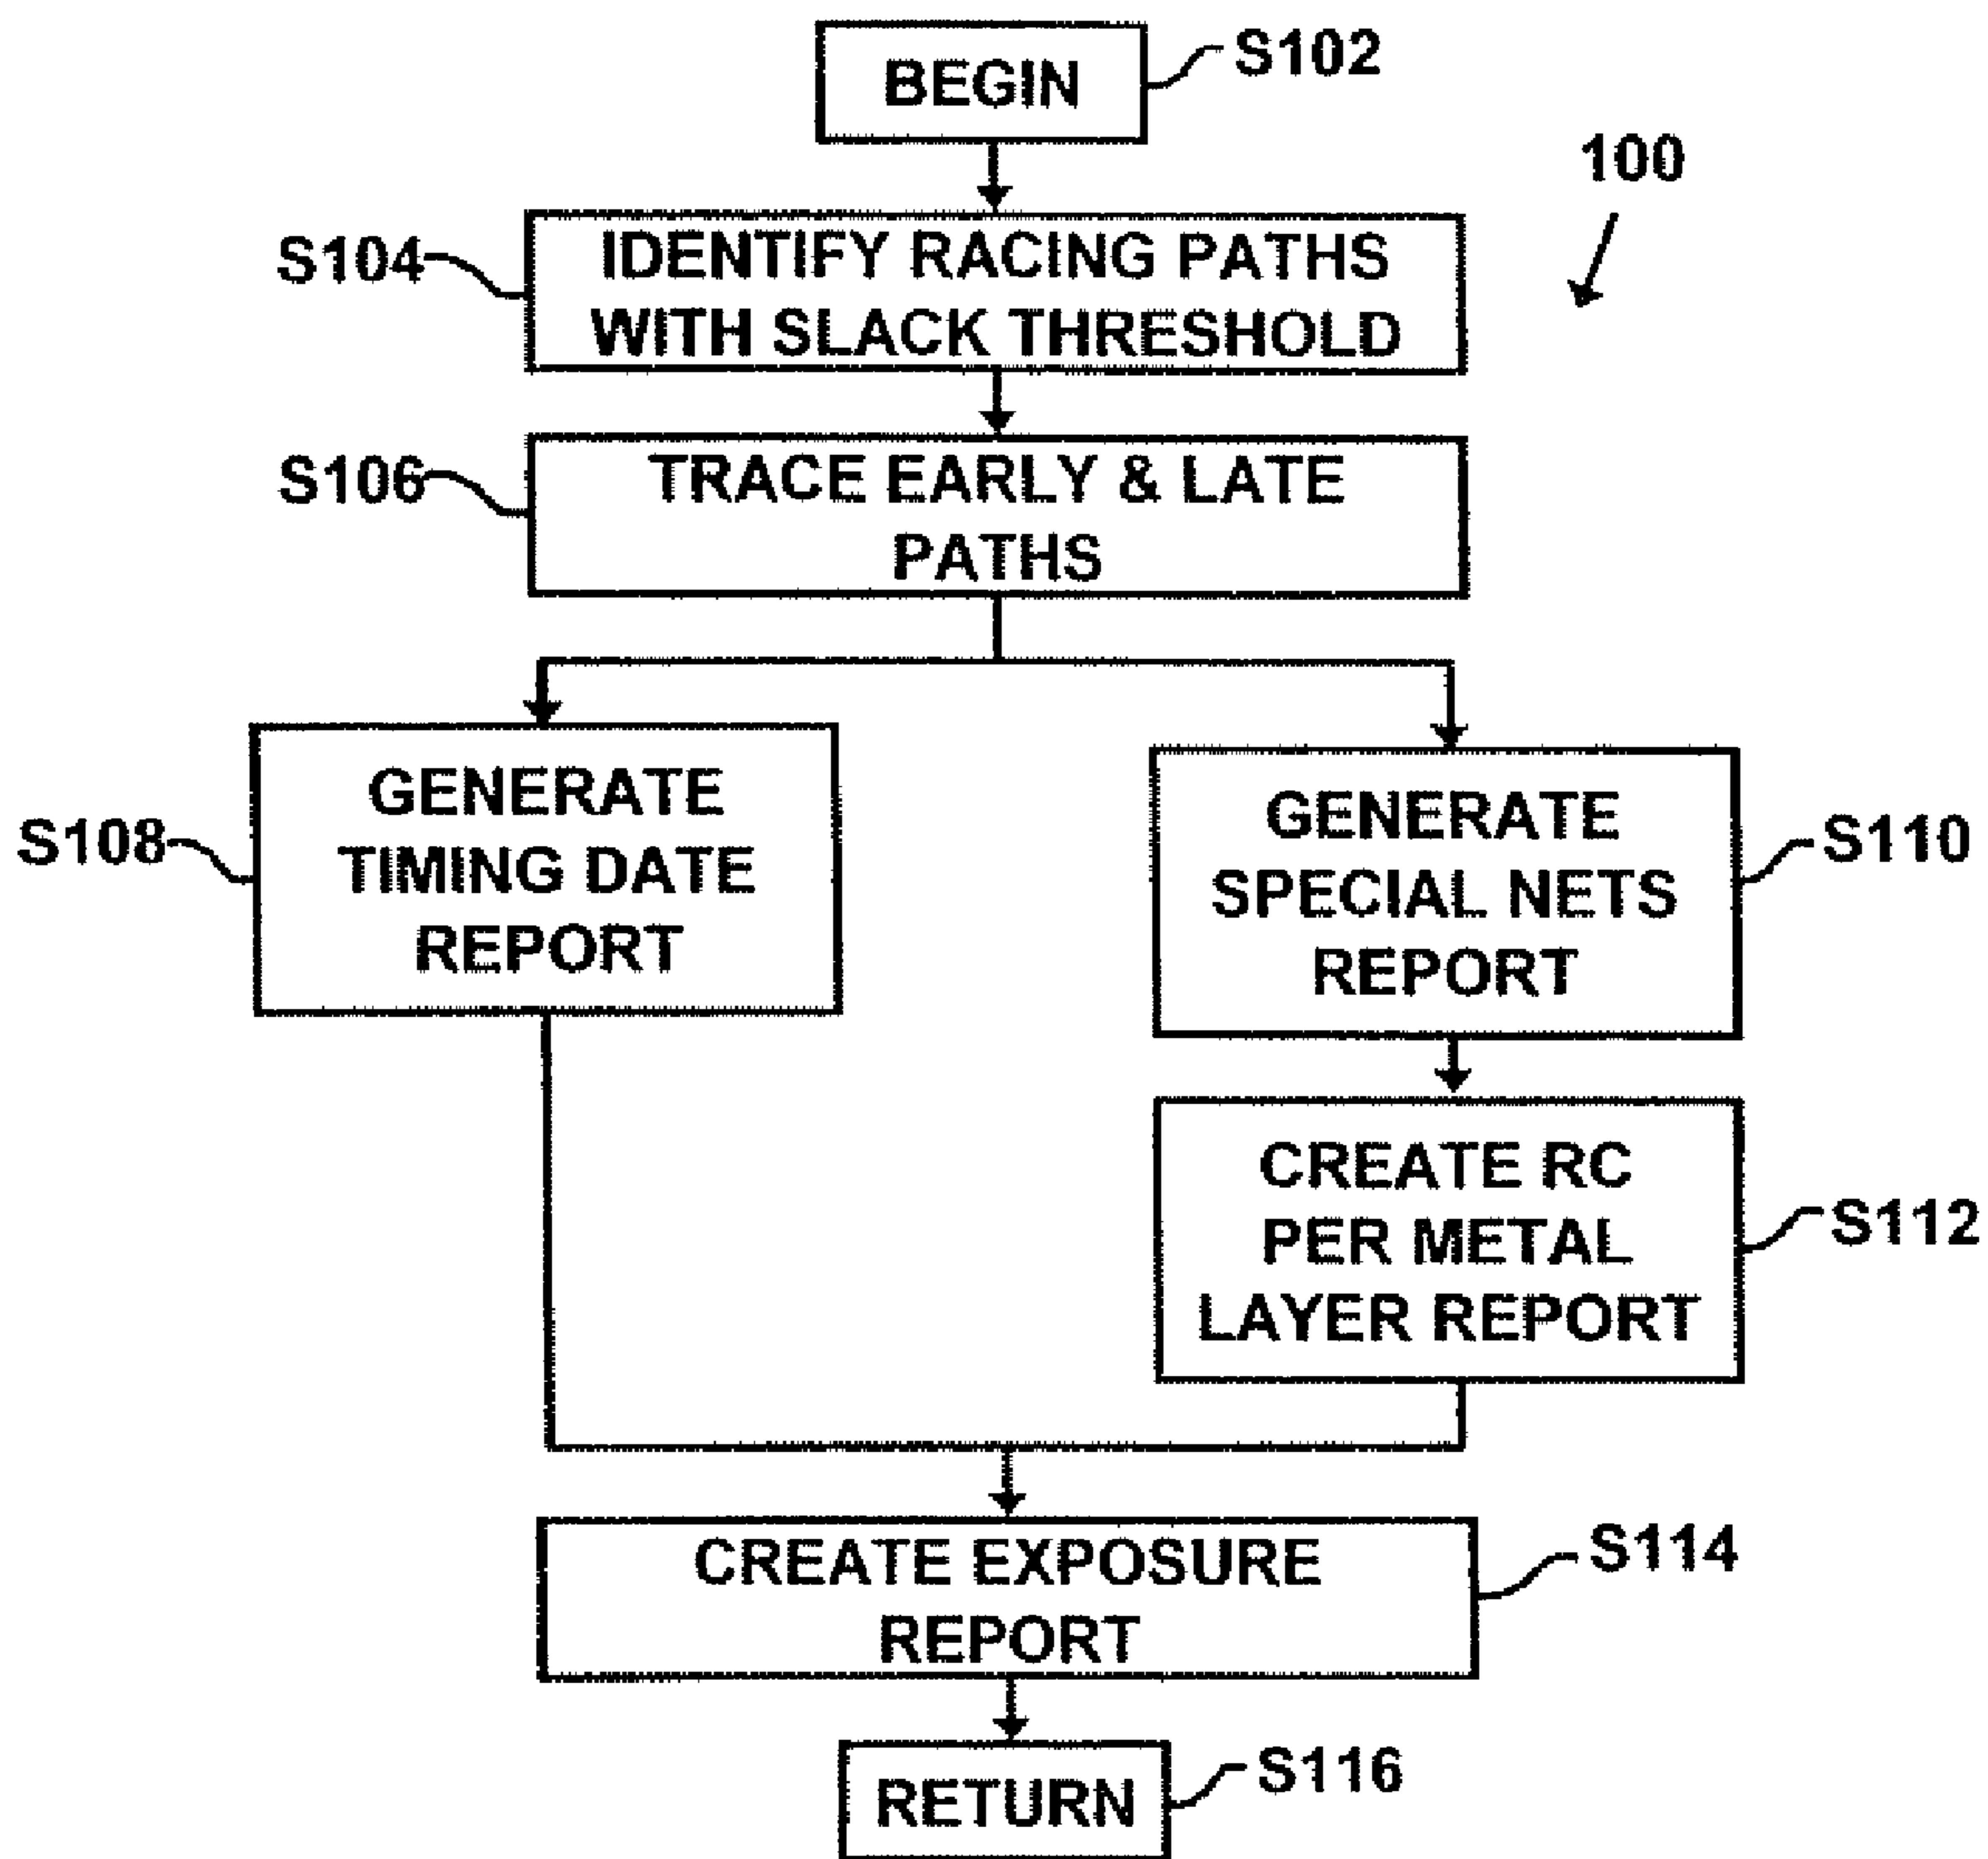 BEGIN
S102
100
S104
IDENTIFY RACING PATHS
WITH SLACK THRESHOLD
S106
TRACE EARLY & LATE
PATHS
S108
GENERATE
TIMING DATE
REPORT
GENERATE
SPECIAL NETS
REPORT
S110
CREATE RC
PER METAL
LAYER REPORT
S112
CREATE EXPOSURE
REPORT
S114
RETURN
S116